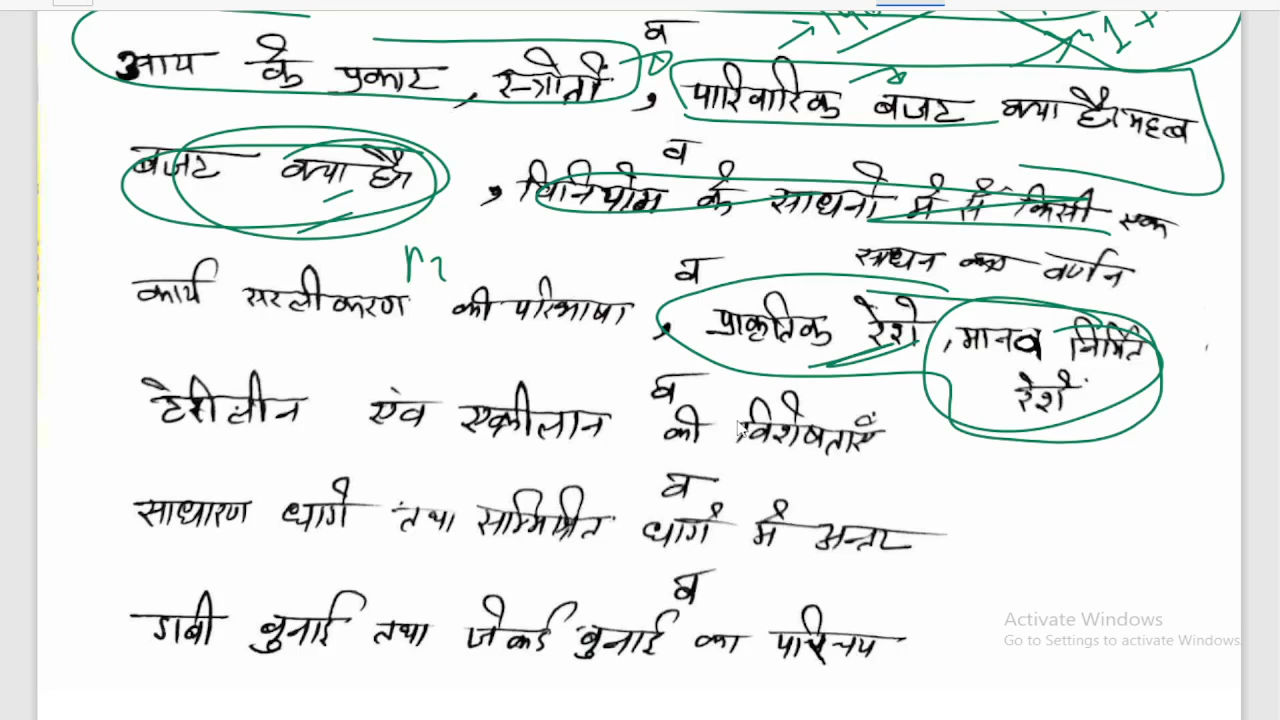 व
आय के प्रकार , स्त्रोतों , पारिवारिक बजट क्या है। महत्व
बजट क्या है। व
, विनियोग के साधनो में से किसी एक
साधन का वर्णन
कार्य सरलीकरण की परिभाषा व
, प्राकृतिक रेशे , मानव निर्मित
रेशे
टेरीलीन एंव एक्रीलान की विशेषताएँ
व
साधारण धागे तथा सम्मिश्रित धागे में अन्तर
व
डाबी बुनाई तथा जेकर्ड बुनाई का परिचय
व
Activate Windows
Go to Settings to activate Windows.